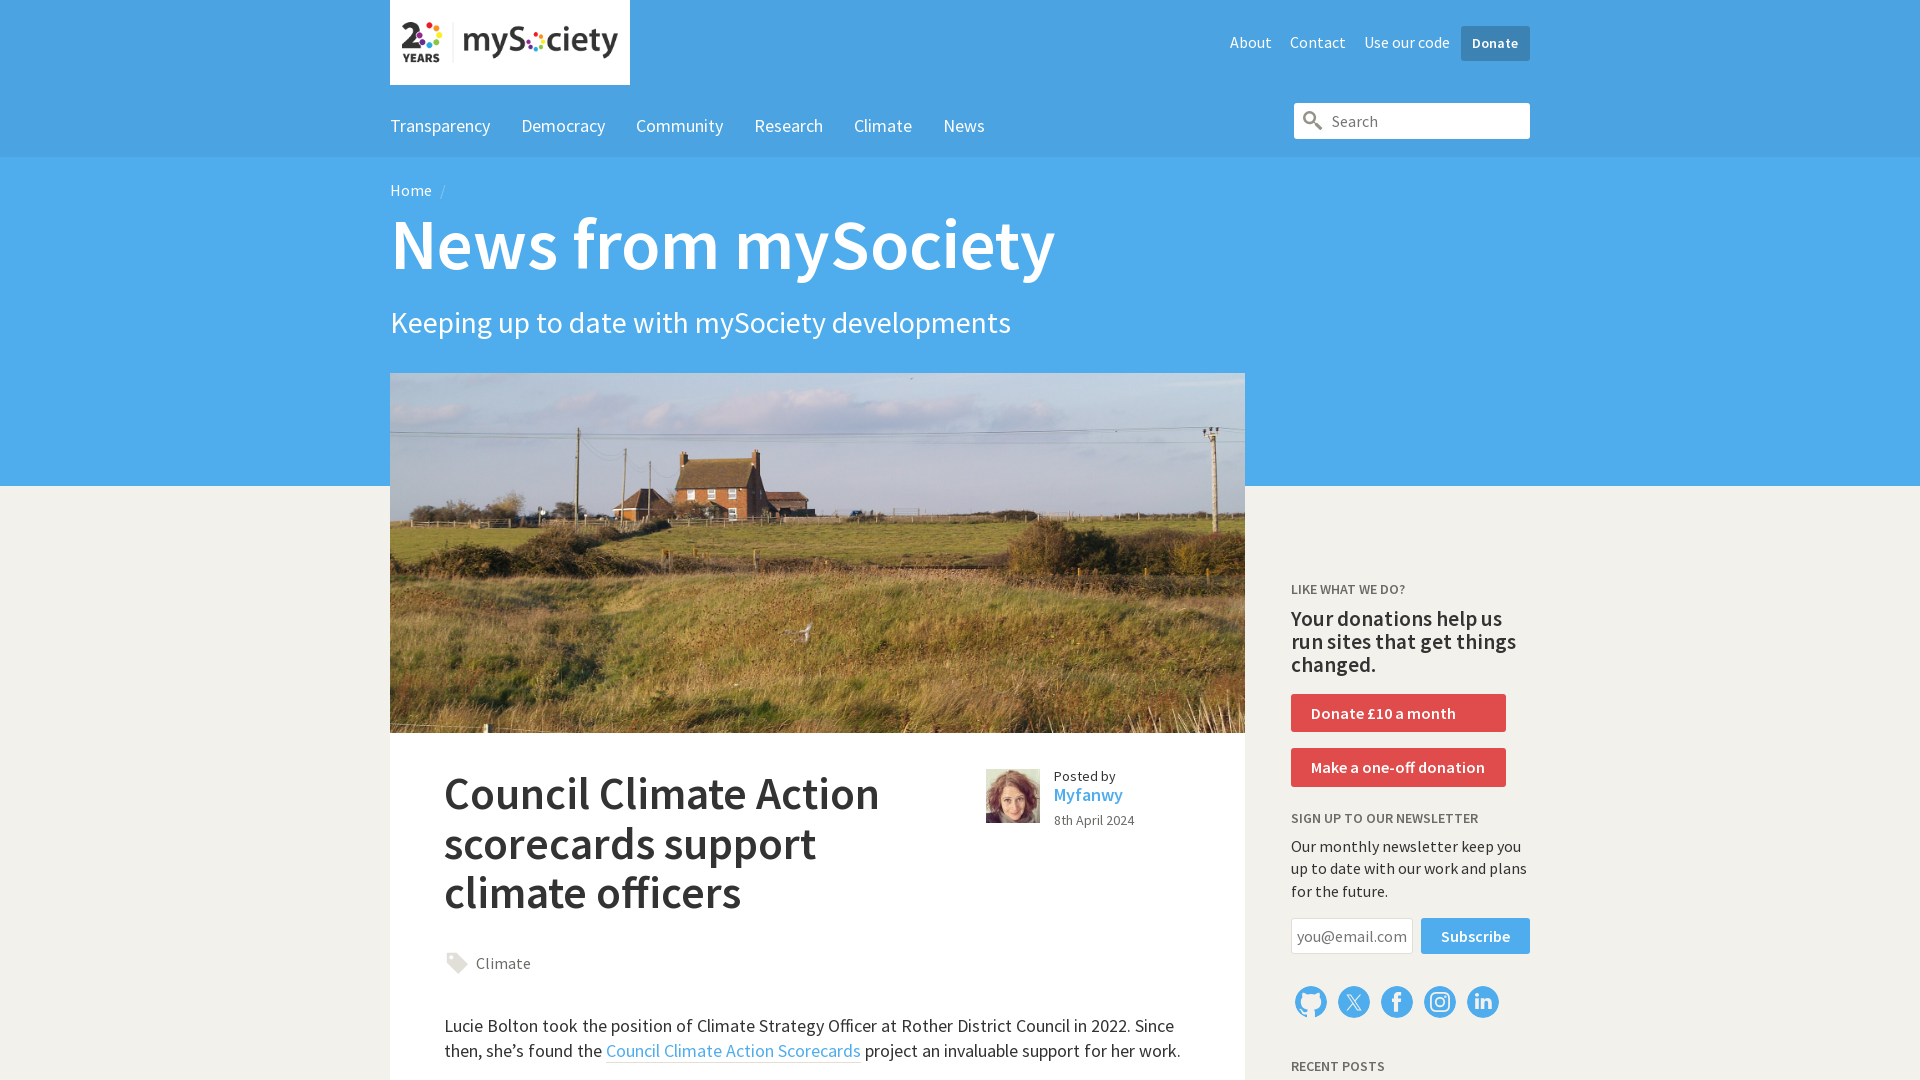 20 YEARS mySociety
About Contact Use our code Donate
Transparency Democracy Community Research Climate News Search
Home /
News from mySociety
Keeping up to date with mySociety developments
Council Climate Action
scorecards support
climate officers
Posted by
Myfanwy
8th April 2024
Climate
Lucie Bolton took the position of Climate Strategy Officer at Rother District Council in 2022. Since
then, she’s found the Council Climate Action Scorecards project an invaluable support for her work.
LIKE WHAT WE DO?
Your donations help us
run sites that get things
changed.
Donate £10 a month
Make a one-off donation
SIGN UP TO OUR NEWSLETTER
Our monthly newsletter keep you
up to date with our work and plans
for the future.
you@email.com Subscribe
RECENT POSTS